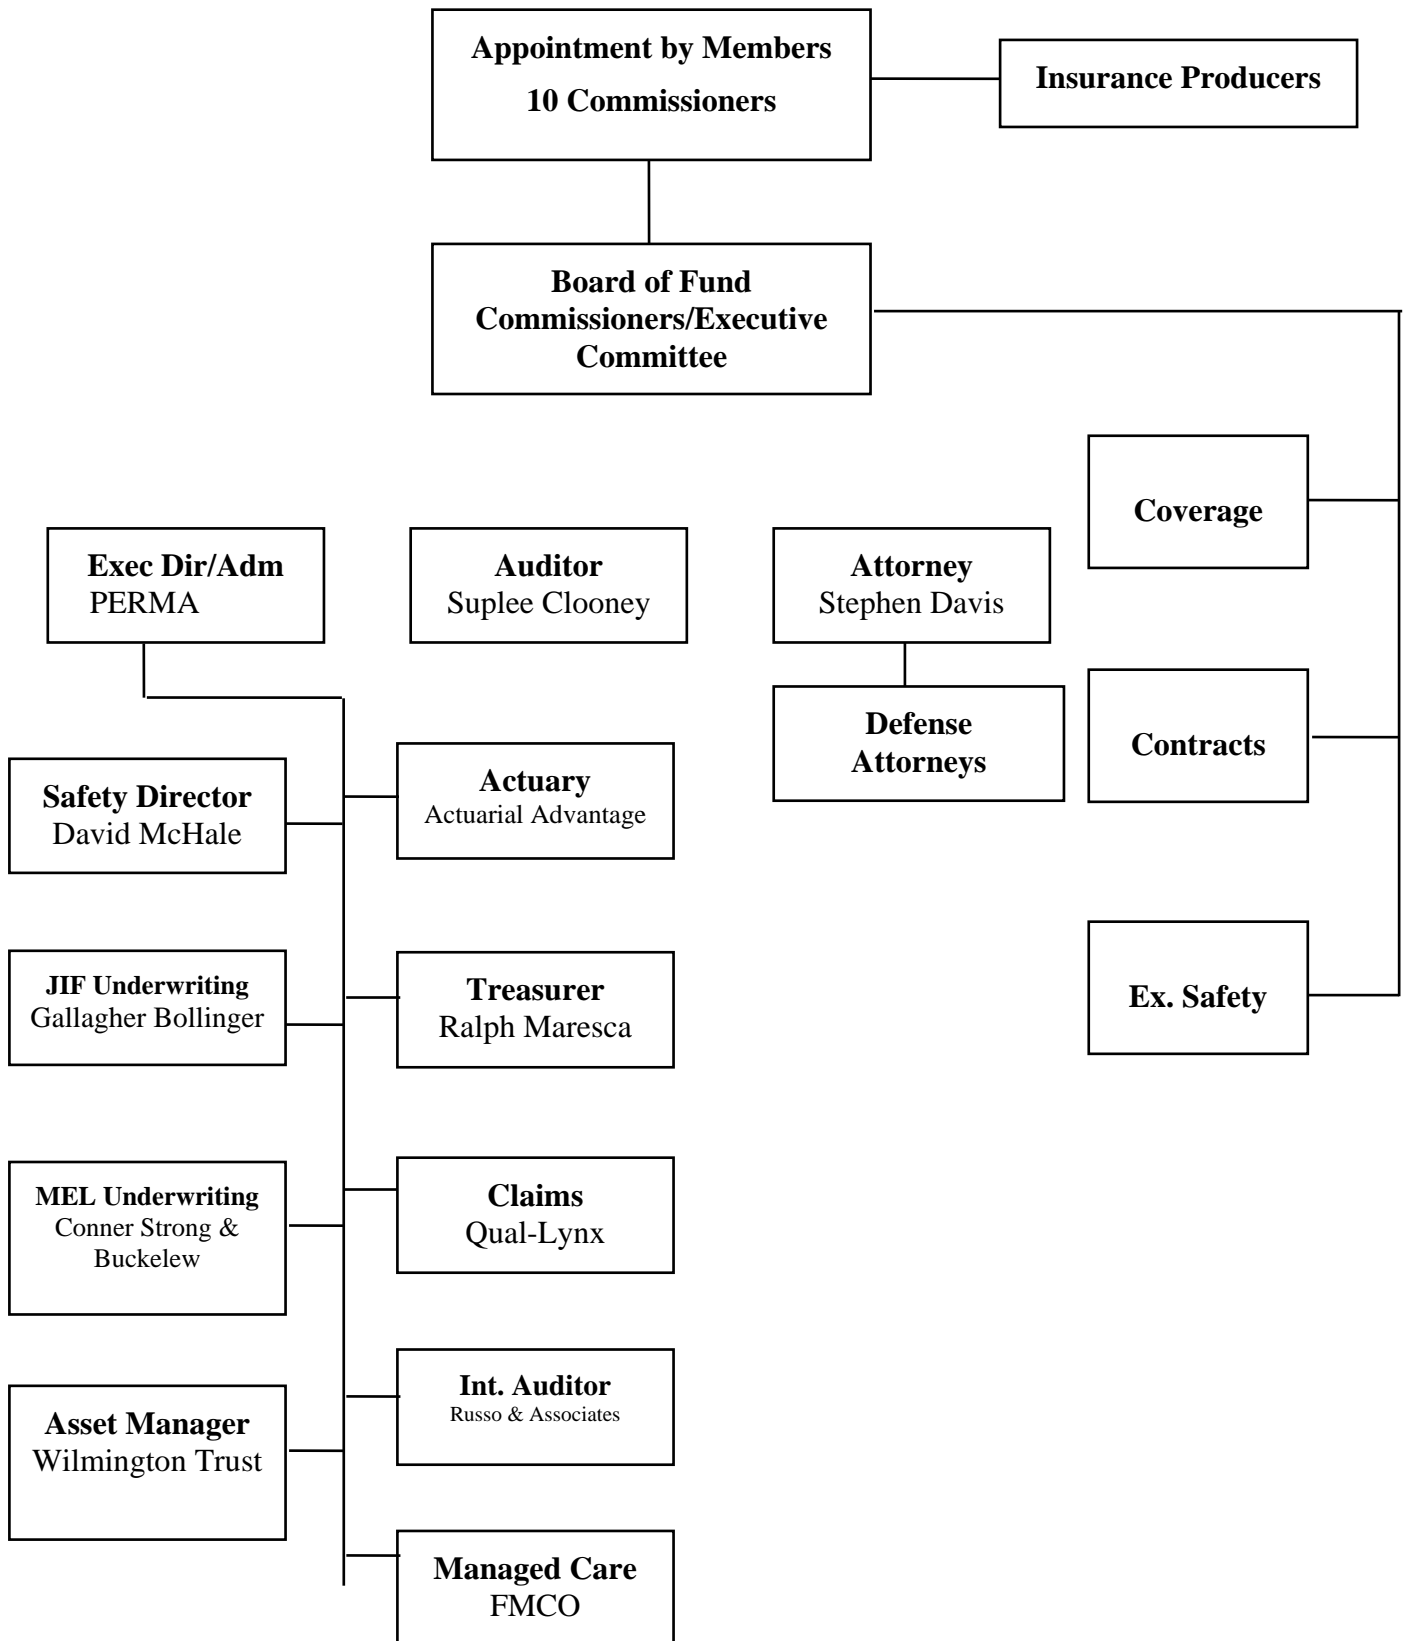 Appointment by Members
10 Commissioners
Insurance Producers
Board of Fund
Commissioners/Executive
Committee
Coverage
Exec Dir/Adm
PERMA
Auditor
Suplee Clooney
Attorney
Stephen Davis
Defense
Attorneys
Contracts
Safety Director
David McHale
Actuary
Actuarial Advantage
JIF Underwriting
Gallagher Bollinger
Treasurer
Ralph Maresca
Ex. Safety
MEL Underwriting
Conner Strong &
Buckelew
Claims
Qual-Lynx
Int. Auditor
Russo & Associates
Asset Manager
Wilmington Trust
Managed Care
FMCO